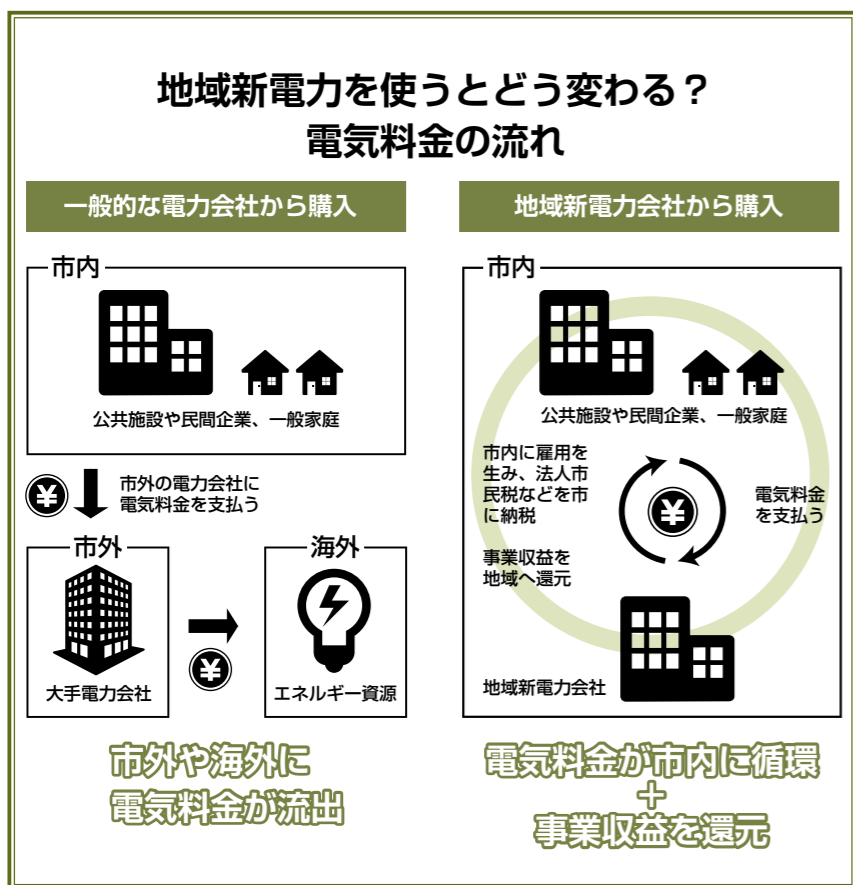 地域新電力を使うとどう変わる？
電気料金の流れ
一般的な電力会社から購入
市内
公共施設や民間企業、一般家庭
¥
市外の電力会社に
電気料金を支払う
市外
大手電力会社
¥
海外
エネルギー資源
市外や海外に
電気料金が流出
地域新電力会社から購入
市内
公共施設や民間企業、一般家庭
市内に雇用を
生み、法人市
民税などを市
に納税
事業収益を
地域へ還元
¥
電気料金
を支払う
地域新電力会社
電気料金が市内に循環
＋
事業収益を還元